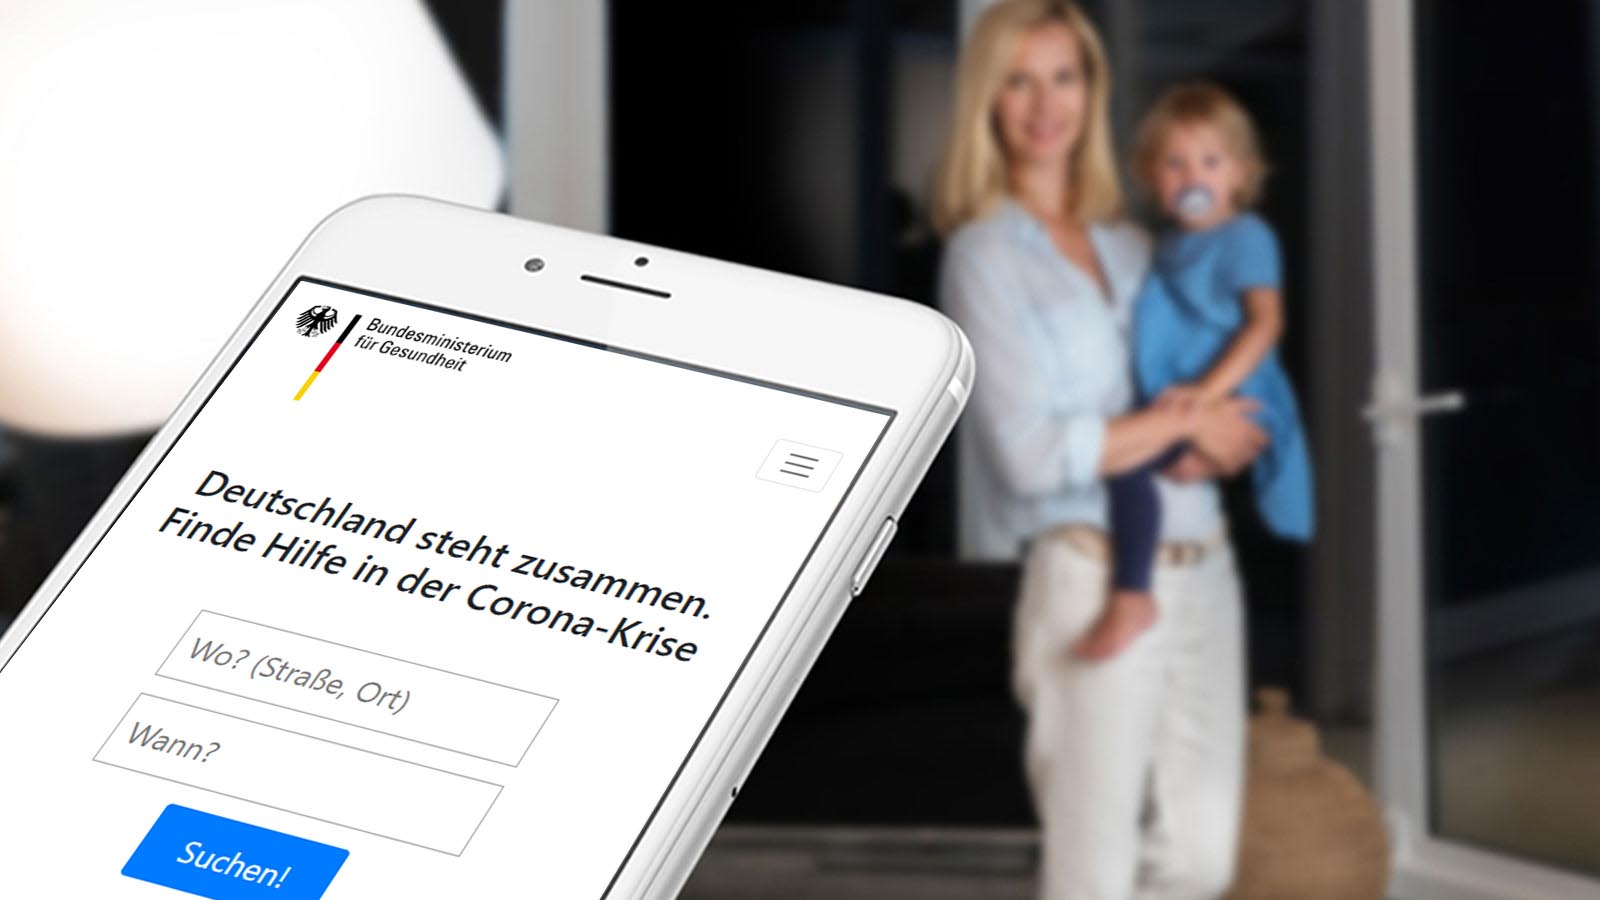 Bundesministerium
für Gesundheit
Deutschland steht zusammen.
Finde Hilfe in der Corona-Krise
Wo? (Straße, Ort)
Wann?
Suchen!